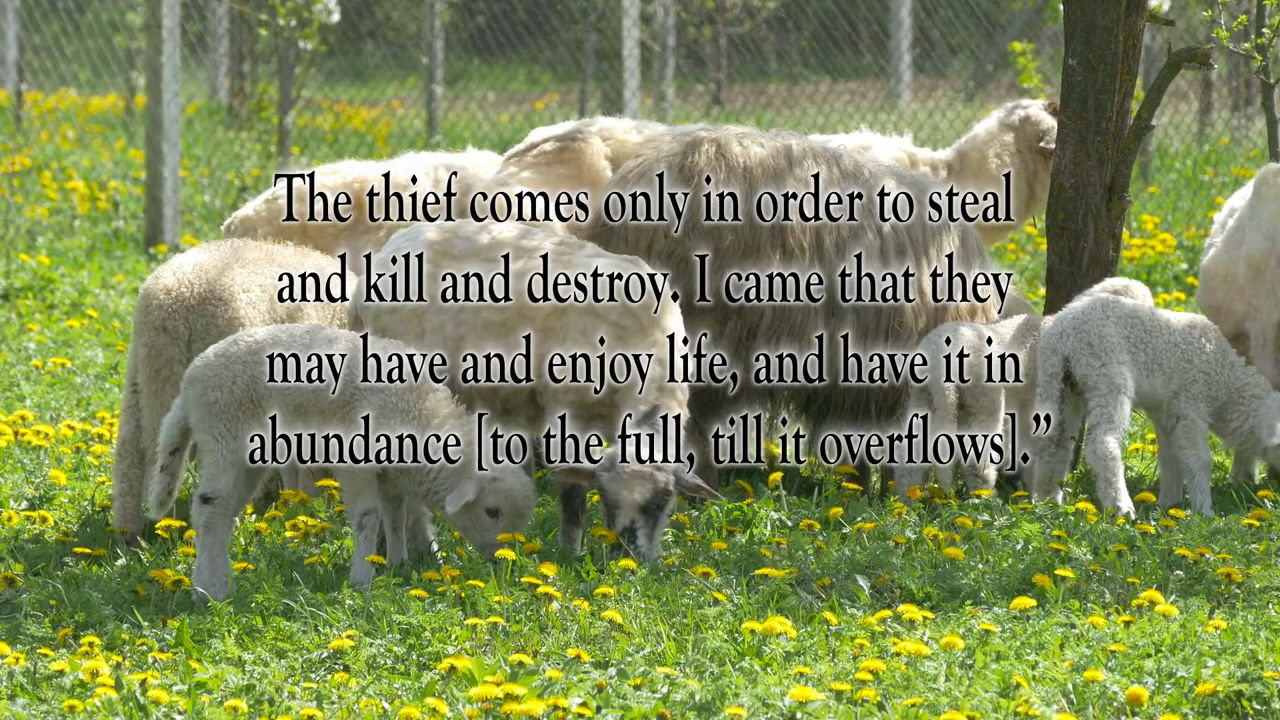 The thief comes only in order to steal
and kill and destroy. I came that they
may have and enjoy life, and have it in
abundance [to the full, till it overflows].”